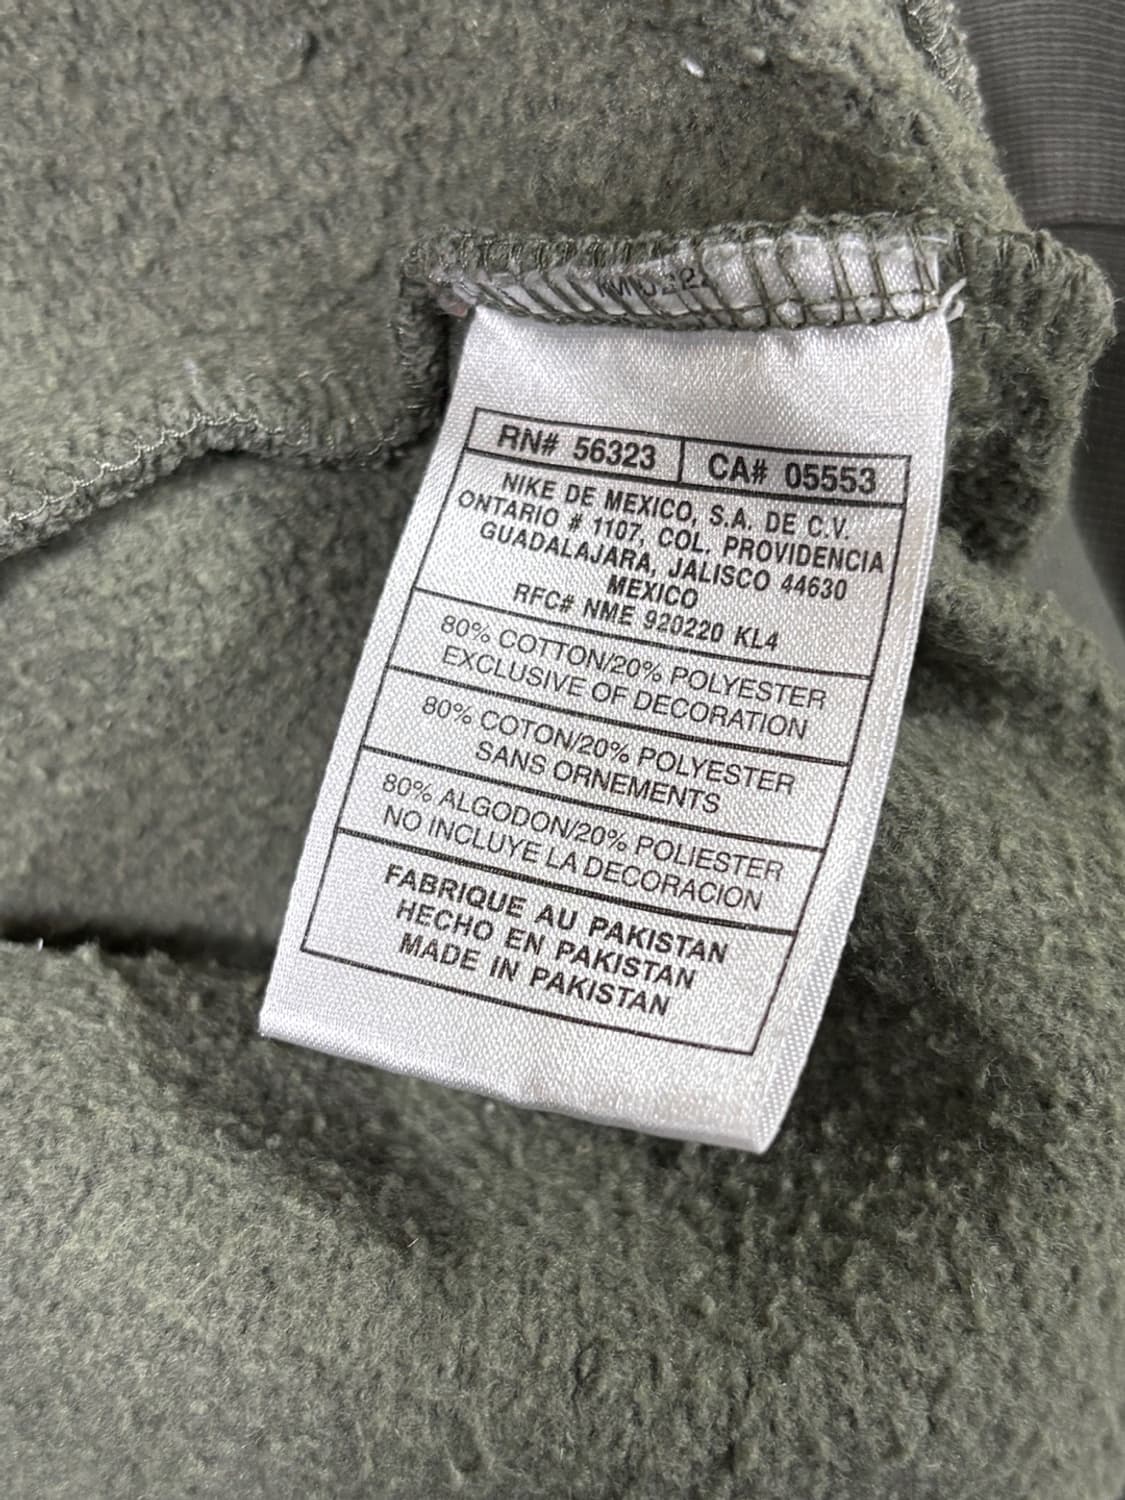 RN# 56323 CA# 05553
NIKE DE MEXICO, S.A. DE C.V.
ONTARIO # 1107, COL. PROVIDENCIA
GUADALAJARA, JALISCO 44630
MEXICO
RFC# NME 920220 KL4
80% COTTON/20% POLYESTER
EXCLUSIVE OF DECORATION
80% COTON/20% POLYESTER
SANS ORNEMENTS
80% ALGODON/20% POLIESTER
NO INCLUYE LA DECORACION
FABRIQUE AU PAKISTAN
HECHO EN PAKISTAN
MADE IN PAKISTAN